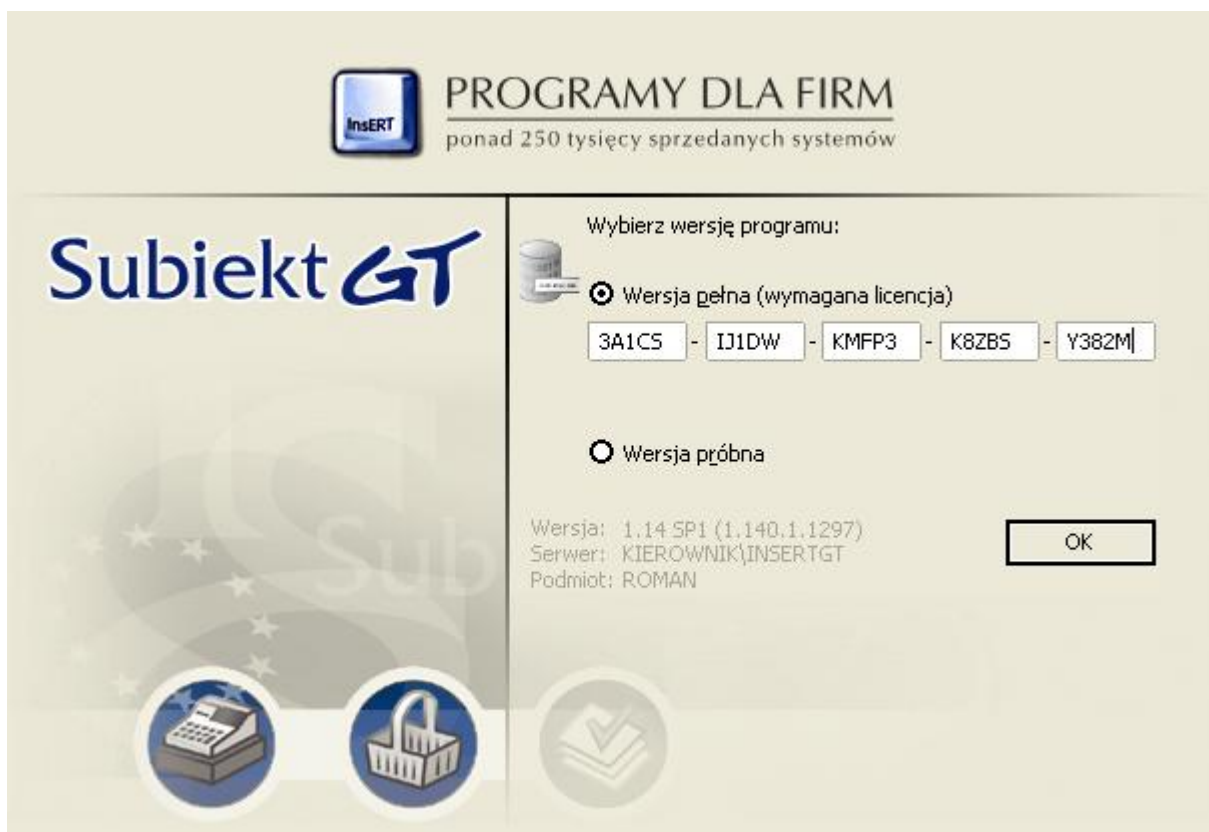 InsERT
PROGRAMY DLA FIRM
ponad 250 tysięcy sprzedanych systemów
Subiekt GT
Wybierz wersję programu:
Wersja pełna (wymagana licencja)
3A1CS - IJ1DW - KMFP3 - K8ZBS - Y382M
Wersja próbna
Wersja: 1.14 SP1 (1.140.1.1297)
Serwer: KIEROWNIK\INSERTGT
Podmiot: ROMAN
OK
Sub